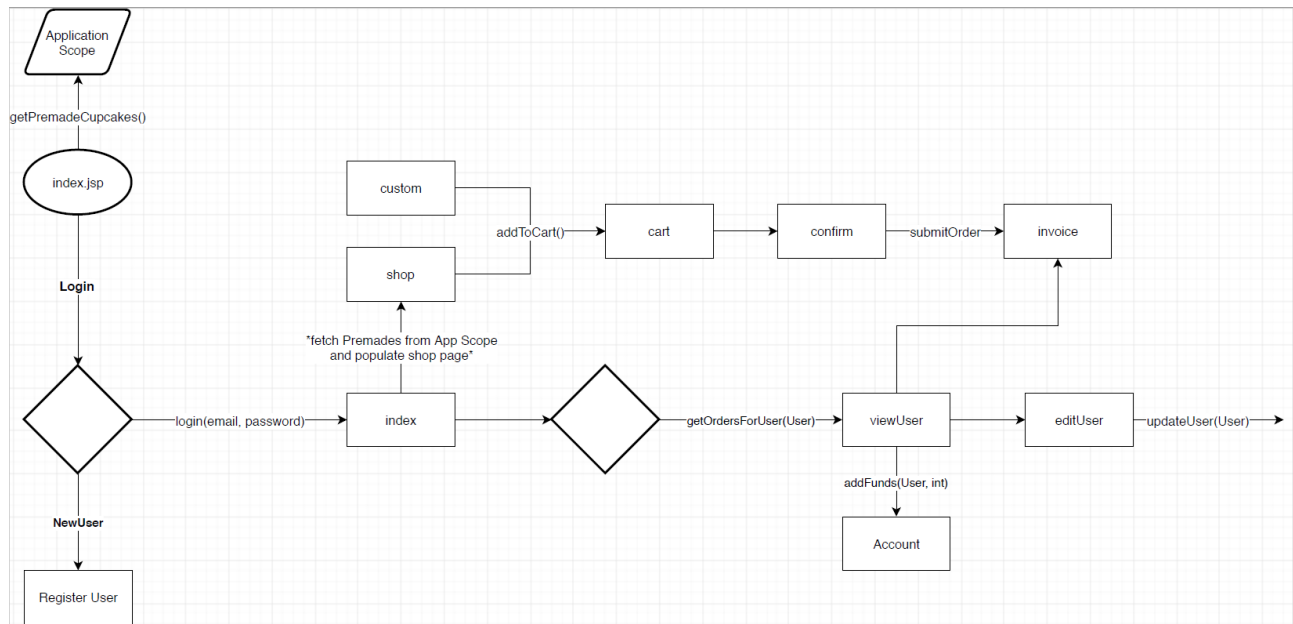 Application
Scope
getPremadeCupcakes()
index.jsp
custom
addToCart()
cart
confirm
submitOrder
invoice
shop
Login
*fetch Premades from App Scope
and populate shop page*
login(email, password)
index
getOrdersForUser(User)
viewUser
editUser
updateUser(User)
addFunds(User, int)
NewUser
Account
Register User